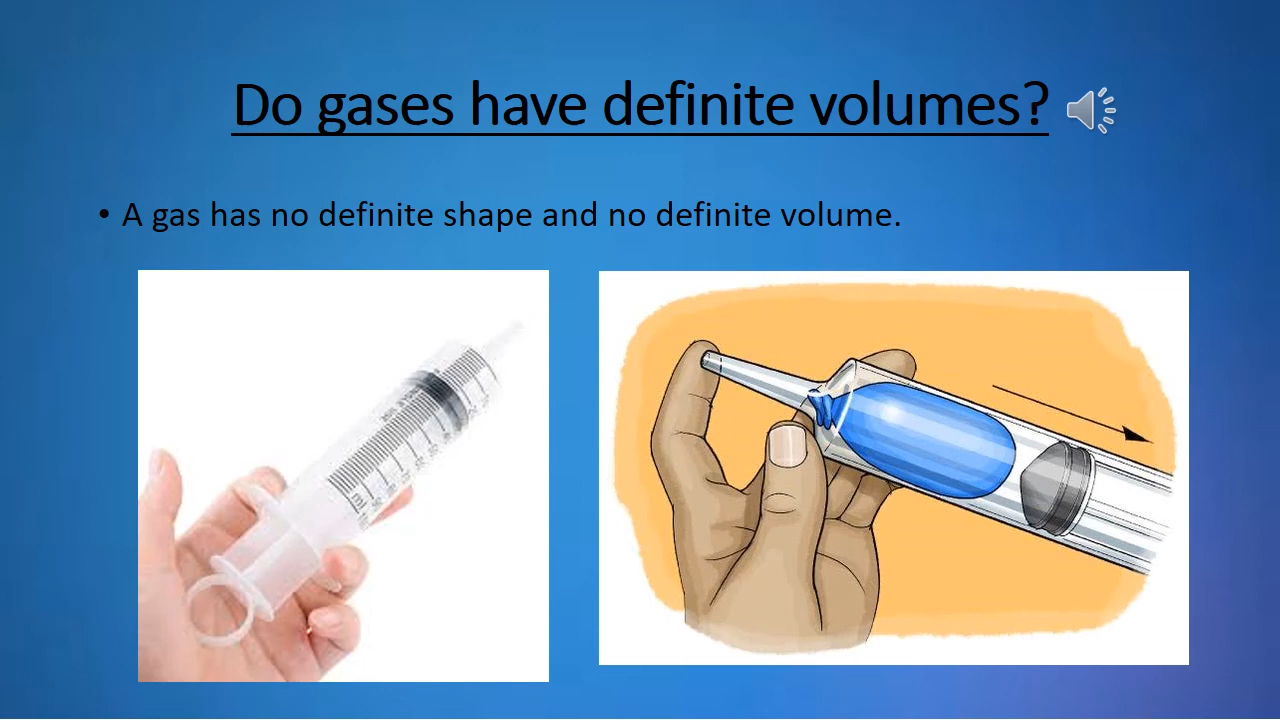 Do gases have definite volumes?
• A gas has no definite shape and no definite volume.